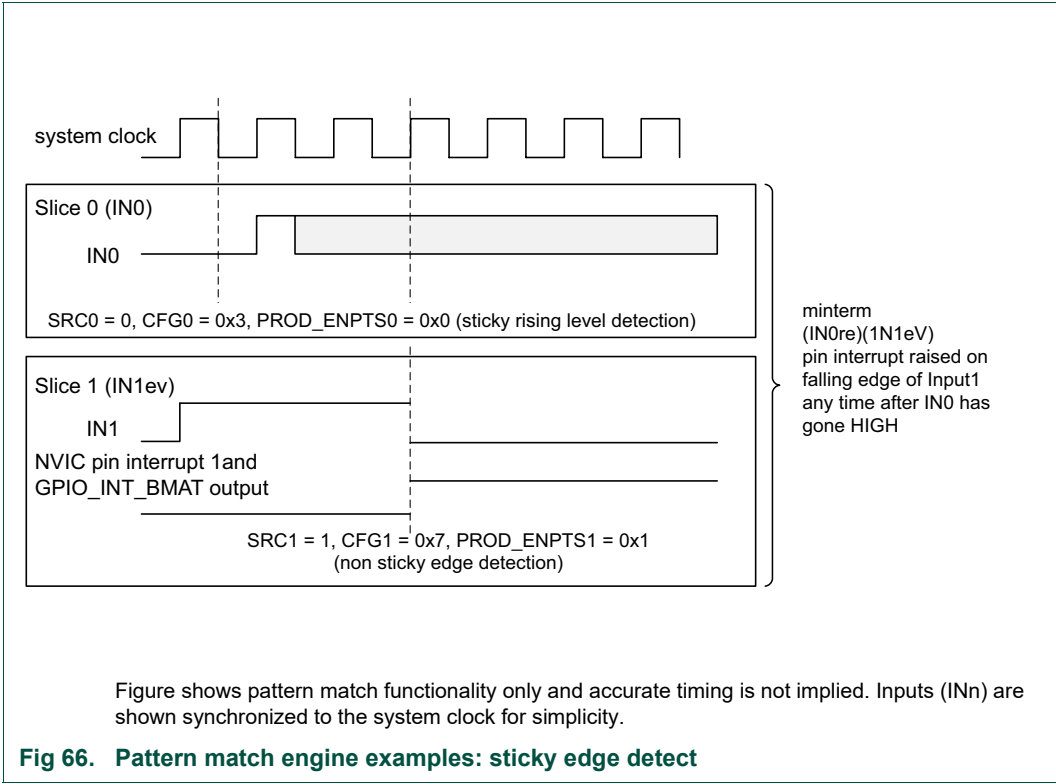 system clock
Slice 0 (IN0)
IN0
SRC0 = 0, CFG0 = 0x3, PROD_ENPTS0 = 0x0 (sticky rising level detection)
Slice 1 (IN1ev)
IN1
NVIC pin interrupt 1and
GPIO_INT_BMAT output
SRC1 = 1, CFG1 = 0x7, PROD_ENPTS1 = 0x1
(non sticky edge detection)
minterm
(IN0re)(1N1eV)
pin interrupt raised on
falling edge of Input1
any time after IN0 has
gone HIGH
Figure shows pattern match functionality only and accurate timing is not implied. Inputs (INn) are
shown synchronized to the system clock for simplicity.
Fig 66. Pattern match engine examples: sticky edge detect